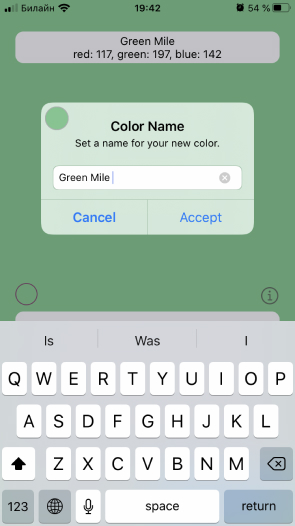 Билайн 19:42 54 %
Green Mile
red: 117, green: 197, blue: 142
Color Name
Set a name for your new color.
Green Mile
Cancel Accept
Is Was I
Q W E R T Y U I O P
A S D F G H J K L
Z X C V B N M
123 space return